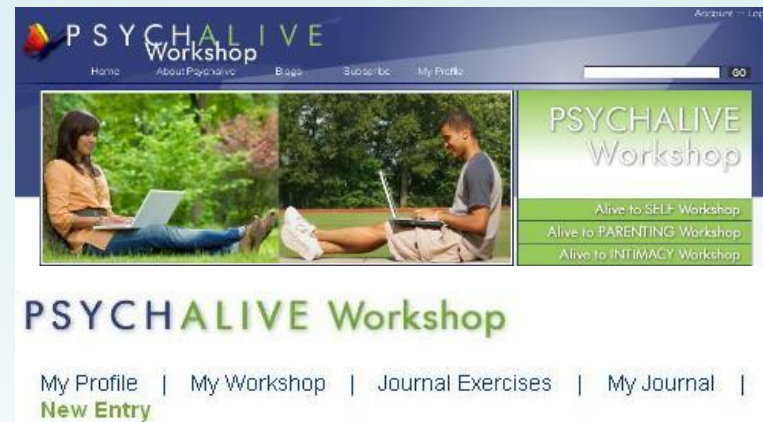 Account
PSYCHALIVE
Workshop
Home About Psychalive Blogs Subscribe My Profile GO
PSYCHALIVE
Workshop
Alive to SELF Workshop
Alive to PARENTING Workshop
Alive to INTIMACY Workshop
PSYCHALIVE Workshop
My Profile | My Workshop | Journal Exercises | My Journal |
New Entry